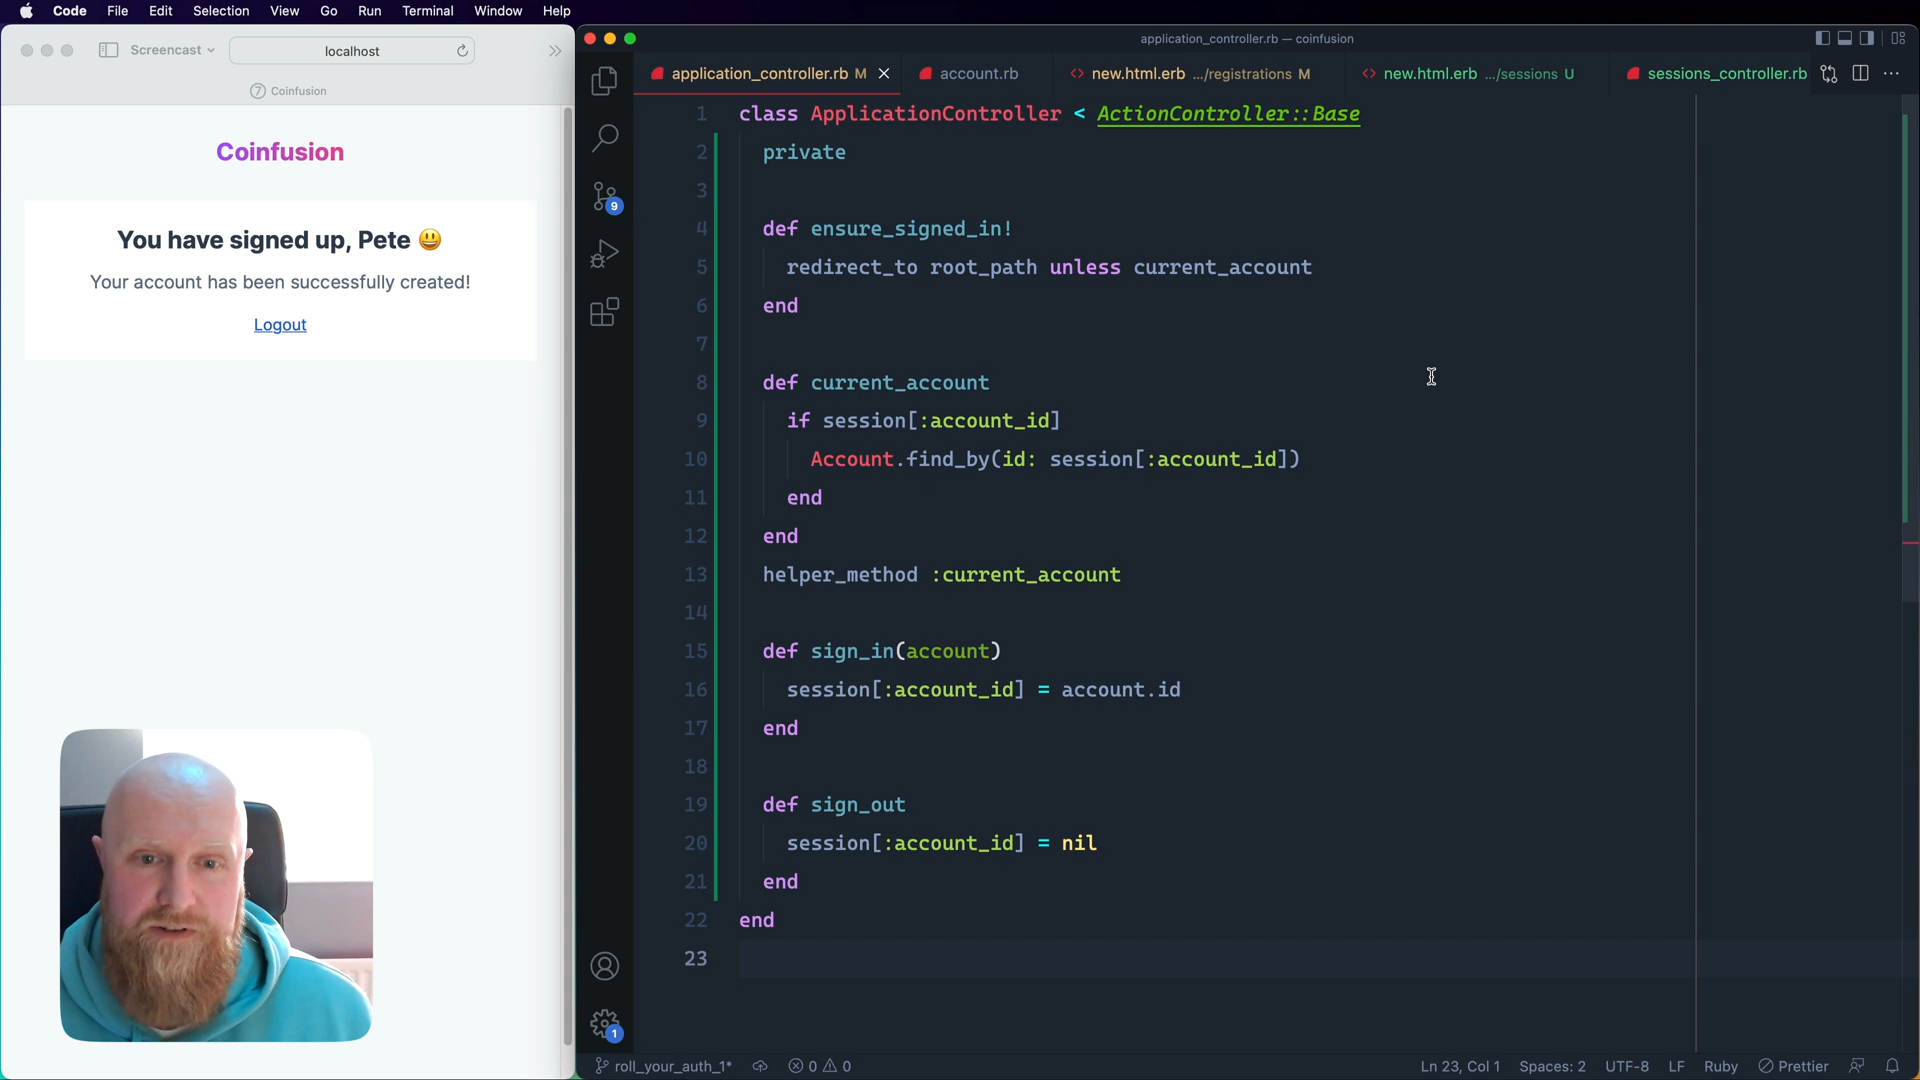 Code File Edit Selection View Go Run Terminal Window Help
Screencast
localhost
7 Coinfusion
Coinfusion
You have signed up, Pete 😃
Your account has been successfully created!
Logout
application_controller.rb — coinfusion
application_controller.rb M
account.rb
new.html.erb .../registrations M
new.html.erb .../sessions U
sessions_controller.rb
9
1 class ApplicationController < ActionController::Base
2 private
3
4 def ensure_signed_in!
5 redirect_to root_path unless current_account
6 end
7
8 def current_account
9 if session[:account_id]
10 Account.find_by(id: session[:account_id])
11 end
12 end
13 helper_method :current_account
14
15 def sign_in(account)
16 session[:account_id] = account.id
17 end
18
19 def sign_out
20 session[:account_id] = nil
21 end
22 end
23
1
roll_your_auth_1* 0 0 Ln 23, Col 1 Spaces: 2 UTF-8 LF Ruby Prettier